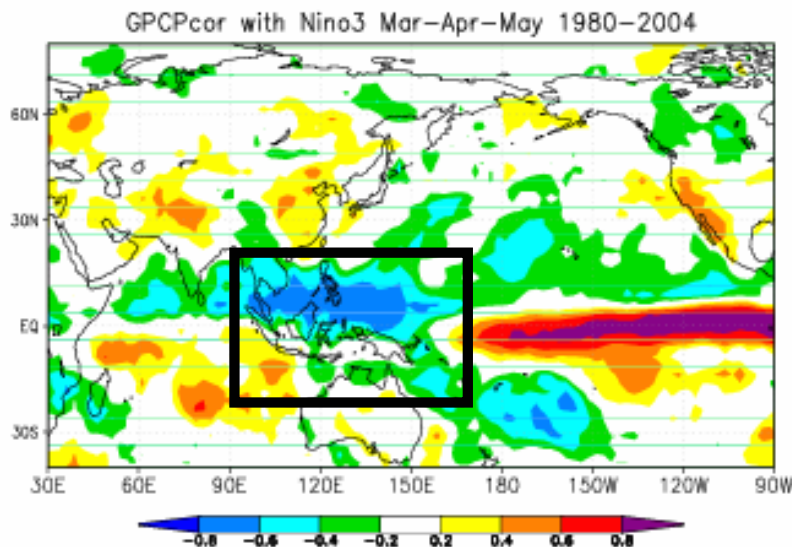 GPCPcor with Nino3 Mar-Apr-May 1980-2004
60N
30N
EQ
30S
30E 60E 90E 120E 150E 180 150W 120W 90W
-0.8 -0.6 -0.4 -0.2 0.2 0.4 0.6 0.8